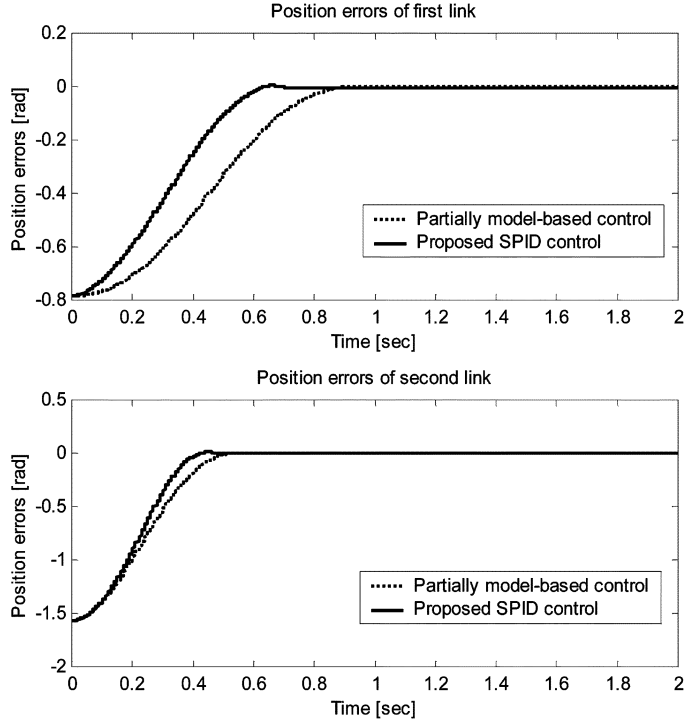 Position errors of first link
Position errors [rad]
0.2
0
-0.2
-0.4
-0.6
-0.8
Partially model-based control
Proposed SPID control
0 0.2 0.4 0.6 0.8 1 1.2 1.4 1.6 1.8 2
Time [sec]
Position errors of second link
Position errors [rad]
0.5
0
-0.5
-1
-1.5
-2
Partially model-based control
Proposed SPID control
0 0.2 0.4 0.6 0.8 1 1.2 1.4 1.6 1.8 2
Time [sec]